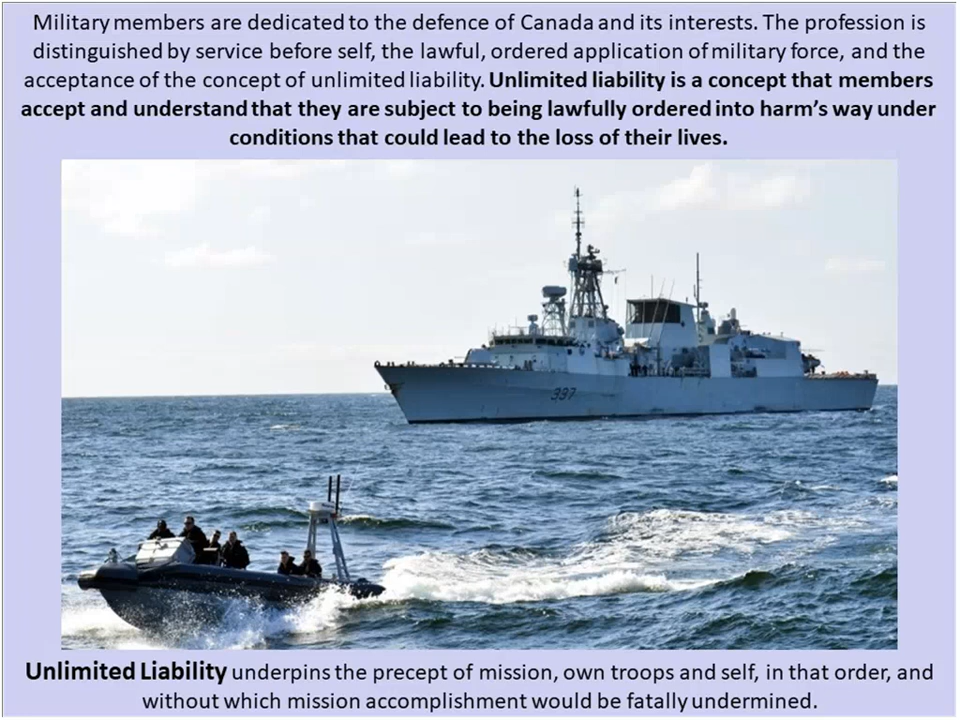 Military members are dedicated to the defence of Canada and its interests. The profession is
distinguished by service before self, the lawful, ordered application of military force, and the
acceptance of the concept of unlimited liability. Unlimited liability is a concept that members
accept and understand that they are subject to being lawfully ordered into harm’s way under
conditions that could lead to the loss of their lives.
337
Unlimited Liability underpins the precept of mission, own troops and self, in that order, and
without which mission accomplishment would be fatally undermined.